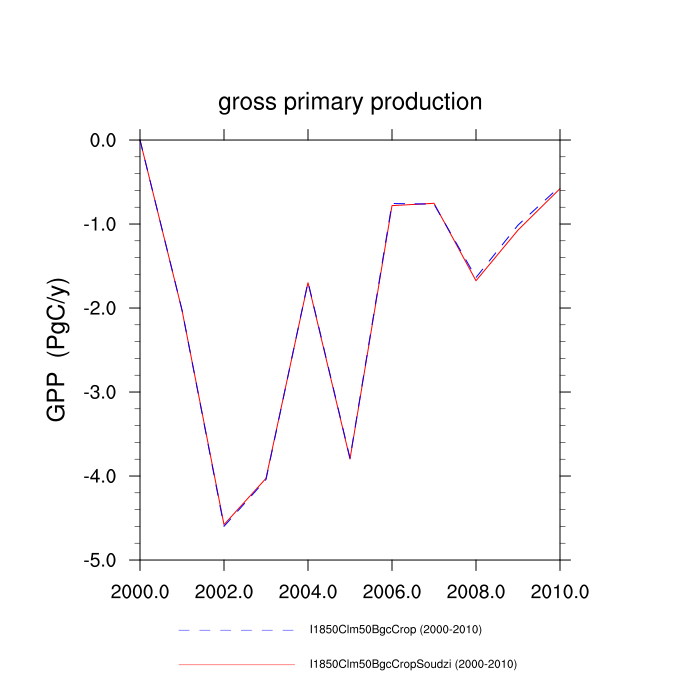 gross primary production
0.0
-1.0
-2.0
-3.0
-4.0
-5.0
GPP (PgC/y)
2000.0 2002.0 2004.0 2006.0 2008.0 2010.0
I1850Clm50BgcCrop (2000-2010)
I1850Clm50BgcCropSoudzi (2000-2010)